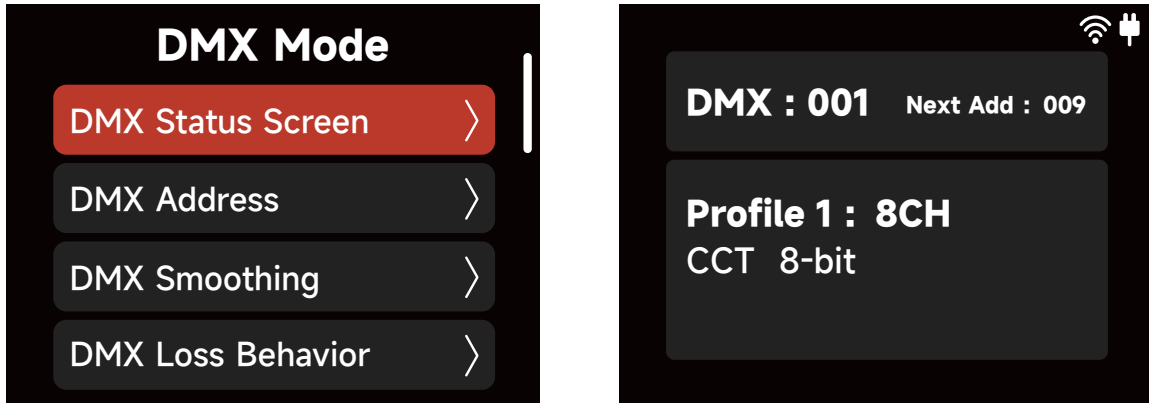 DMX Mode
DMX Status Screen
DMX Address
DMX Smoothing
DMX Loss Behavior
DMX : 001 Next Add : 009
Profile 1 : 8CH
CCT 8-bit